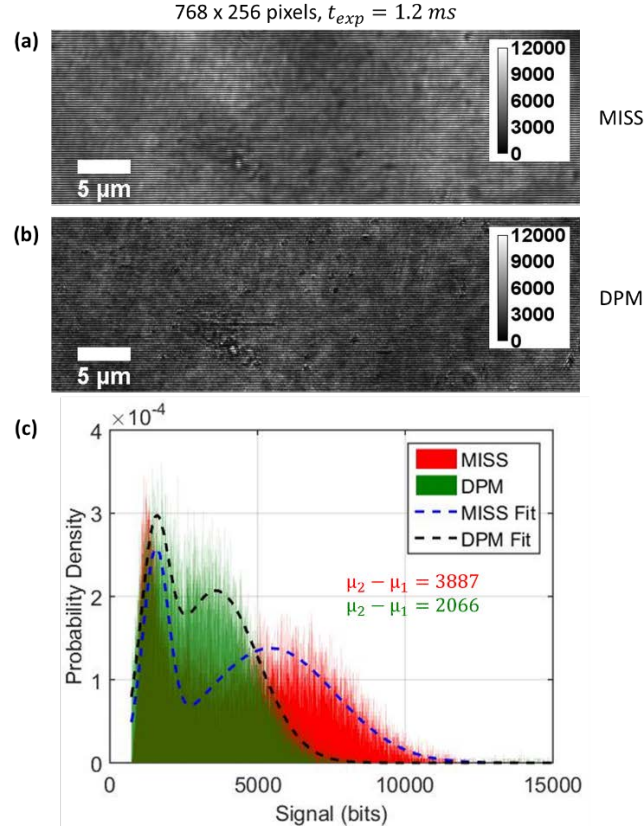 768 x 256 pixels, t_exp = 1.2 ms
(a)
12000
9000
6000
3000
0
5 µm
MISS
(b)
12000
9000
6000
3000
0
5 µm
DPM
(c)
×10⁻⁴
4
3
2
1
0
Probability Density
MISS
DPM
MISS Fit
DPM Fit
μ₂ − μ₁ = 3887
μ₂ − μ₁ = 2066
0 5000 10000 15000
Signal (bits)